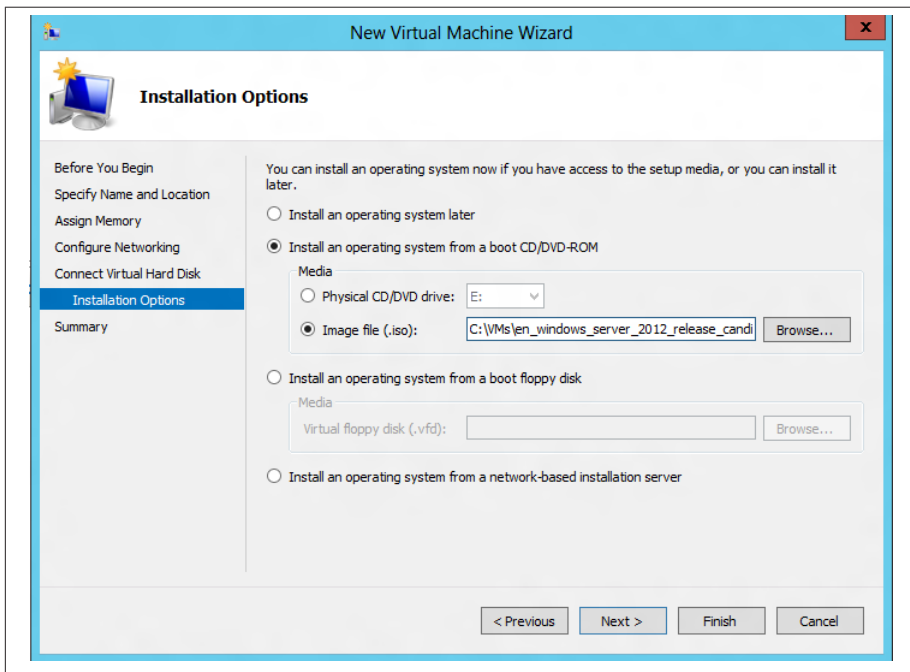 New Virtual Machine Wizard
x
Installation Options
Before You Begin
Specify Name and Location
Assign Memory
Configure Networking
Connect Virtual Hard Disk
Installation Options
Summary
You can install an operating system now if you have access to the setup media, or you can install it
later.
Install an operating system later
Install an operating system from a boot CD/DVD-ROM
Media
Physical CD/DVD drive: E:
Image file (.iso): C:\VMs\en_windows_server_2012_release_candi Browse...
Install an operating system from a boot floppy disk
Media
Virtual floppy disk (.vfd): Browse...
Install an operating system from a network-based installation server
< Previous Next > Finish Cancel